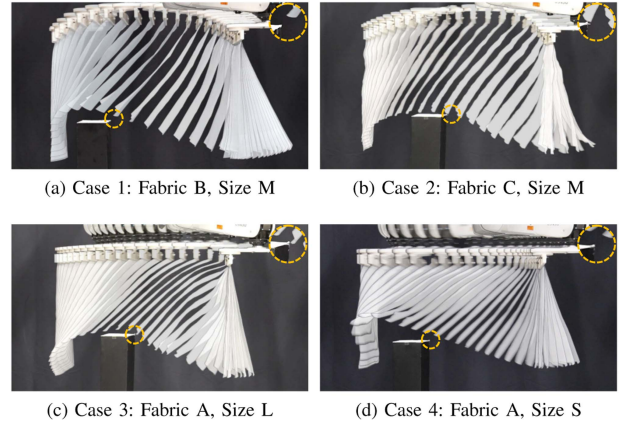 (a) Case 1: Fabric B, Size M
(b) Case 2: Fabric C, Size M
(c) Case 3: Fabric A, Size L
(d) Case 4: Fabric A, Size S